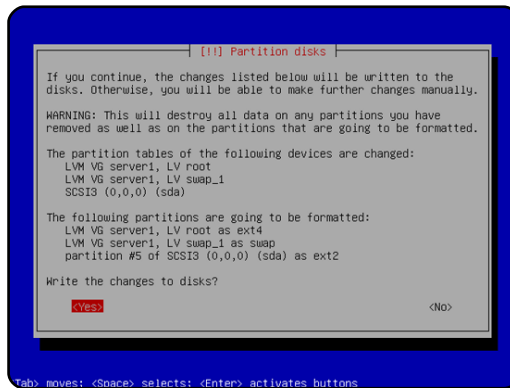 [!!] Partition disks
If you continue, the changes listed below will be written to the
disks. Otherwise, you will be able to make further changes manually.
WARNING: This will destroy all data on any partitions you have
removed as well as on the partitions that are going to be formatted.
The partition tables of the following devices are changed:
LVM VG server1, LV root
LVM VG server1, LV swap_1
SCSI3 (0,0,0) (sda)
The following partitions are going to be formatted:
LVM VG server1, LV root as ext4
LVM VG server1, LV swap_1 as swap
partition #5 of SCSI3 (0,0,0) (sda) as ext2
Write the changes to disks?
<Yes> <No>
Tab> moves; <Space> selects; <Enter> activates buttons